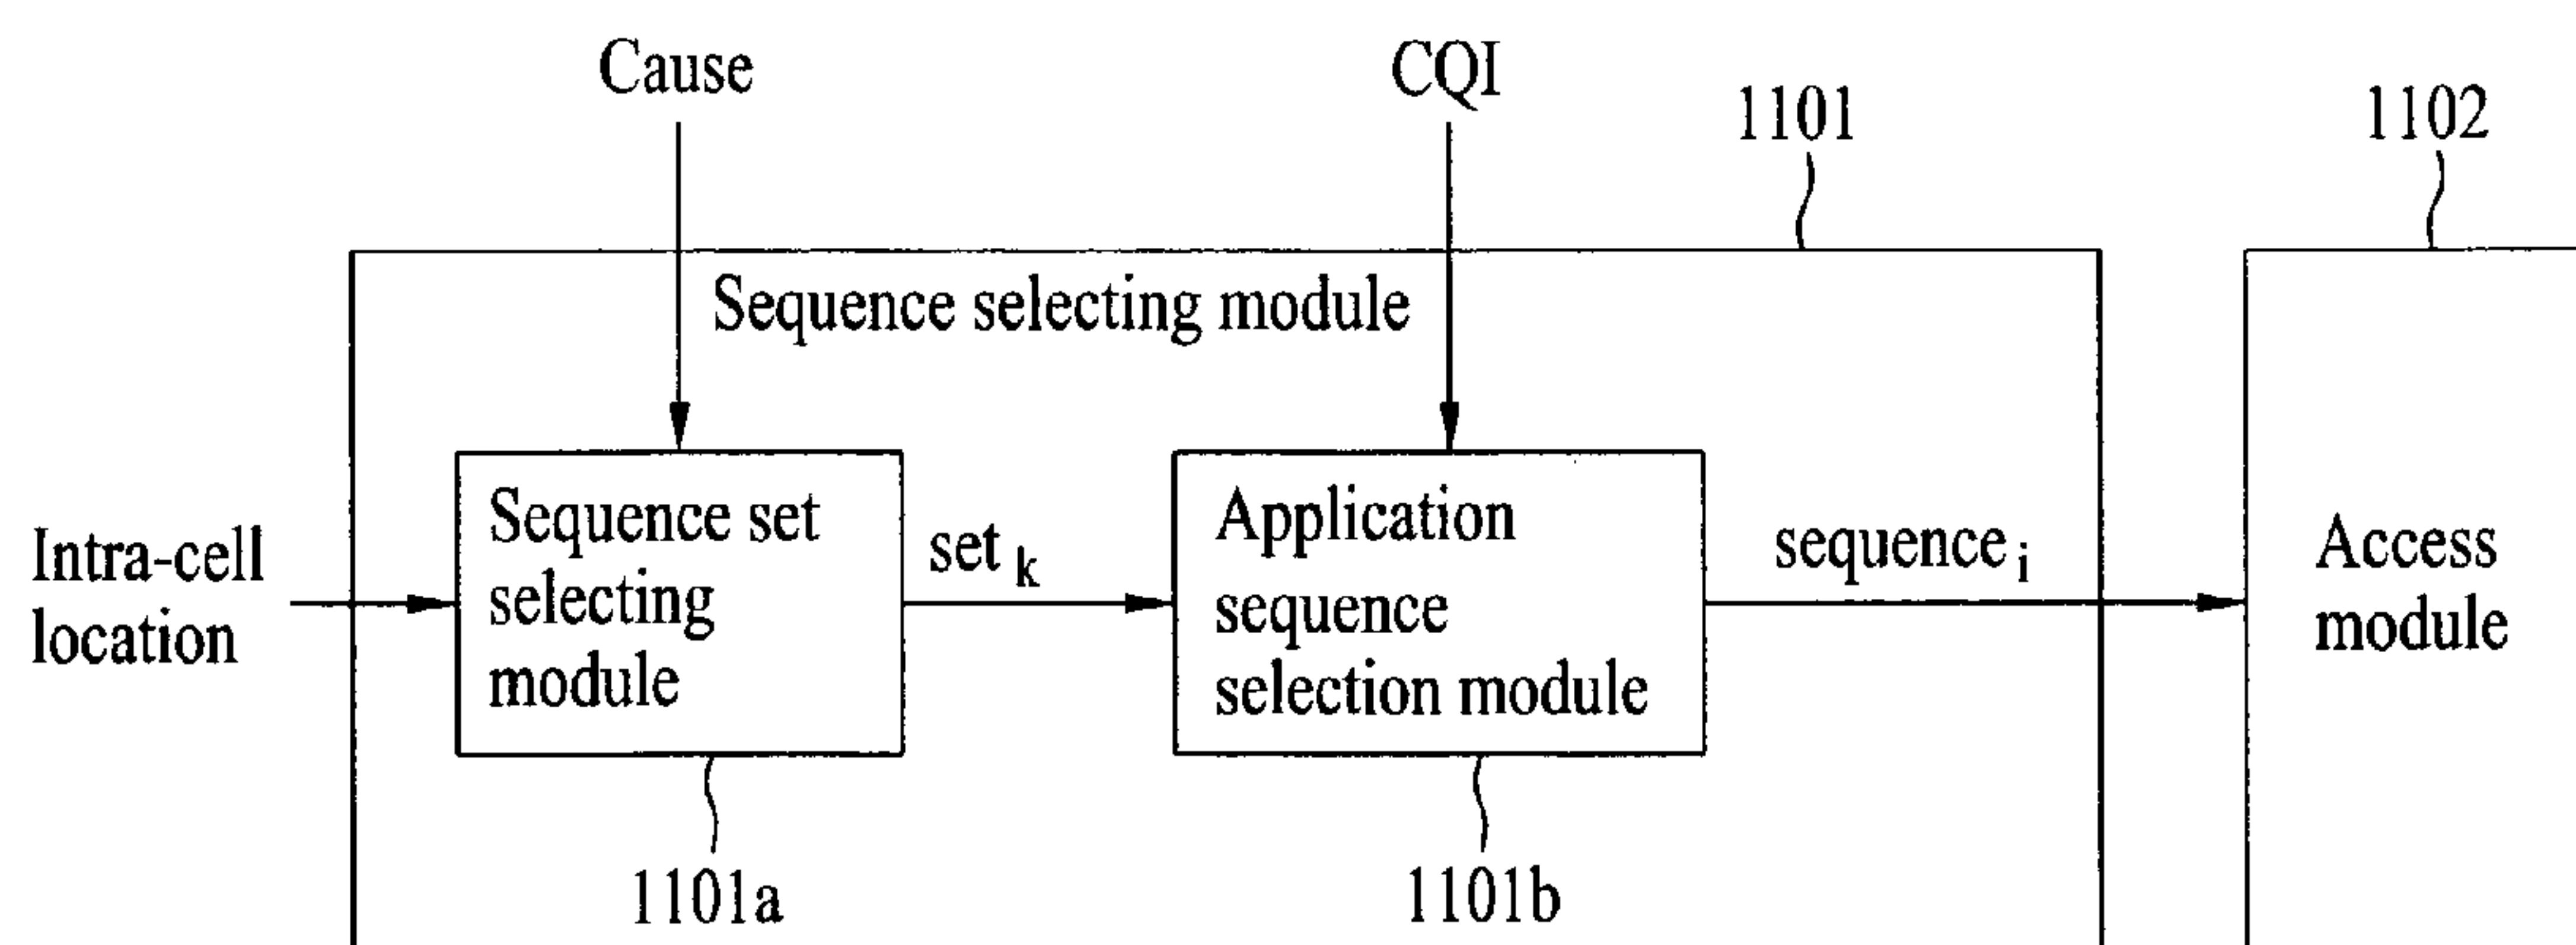 Cause
CQI
1101
1102
Sequence selecting module
Intra-cell
location
Sequence set
selecting
module
set k
Application
sequence
selection module
sequence i
Access
module
1101a
1101b